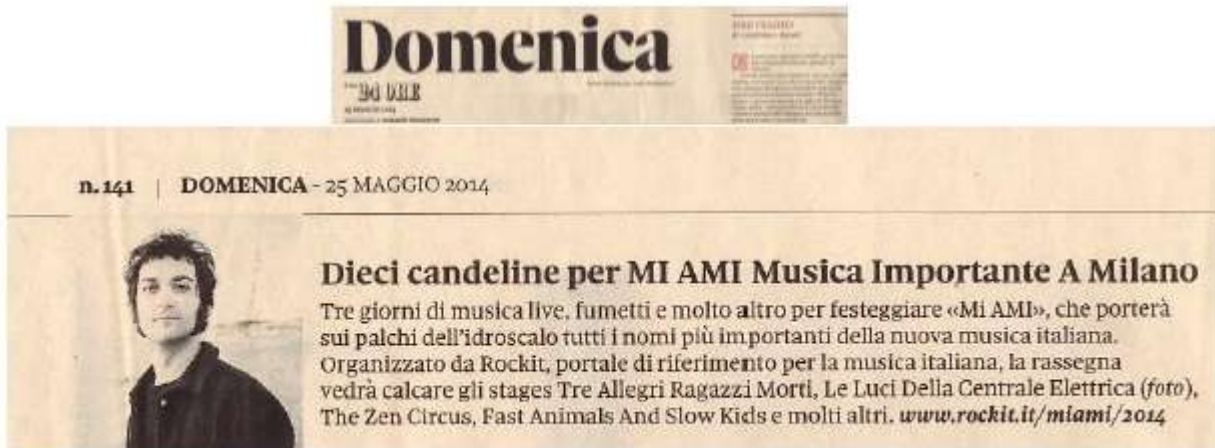 Domenica
24 ORE
n.141 | DOMENICA - 25 MAGGIO 2014
Dieci candeline per MI AMI Musica Importante A Milano
Tre giorni di musica live, fumetti e molto altro per festeggiare «Mi AMI», che porterà
sui palchi dell'idroscalo tutti i nomi più importanti della nuova musica italiana.
Organizzato da Rockit, portale di riferimento per la musica italiana, la rassegna
vedrà calcare gli stages Tre Allegri Ragazzi Morti, Le Luci Della Centrale Elettrica (foto),
The Zen Circus, Fast Animals And Slow Kids e molti altri. www.rockit.it/miami/2014